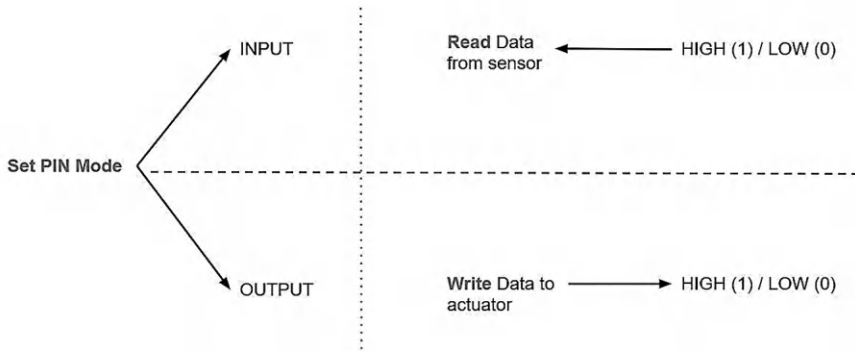 INPUT
Read Data
from sensor
HIGH (1) / LOW (0)
Set PIN Mode
OUTPUT
Write Data to
actuator
HIGH (1) / LOW (0)